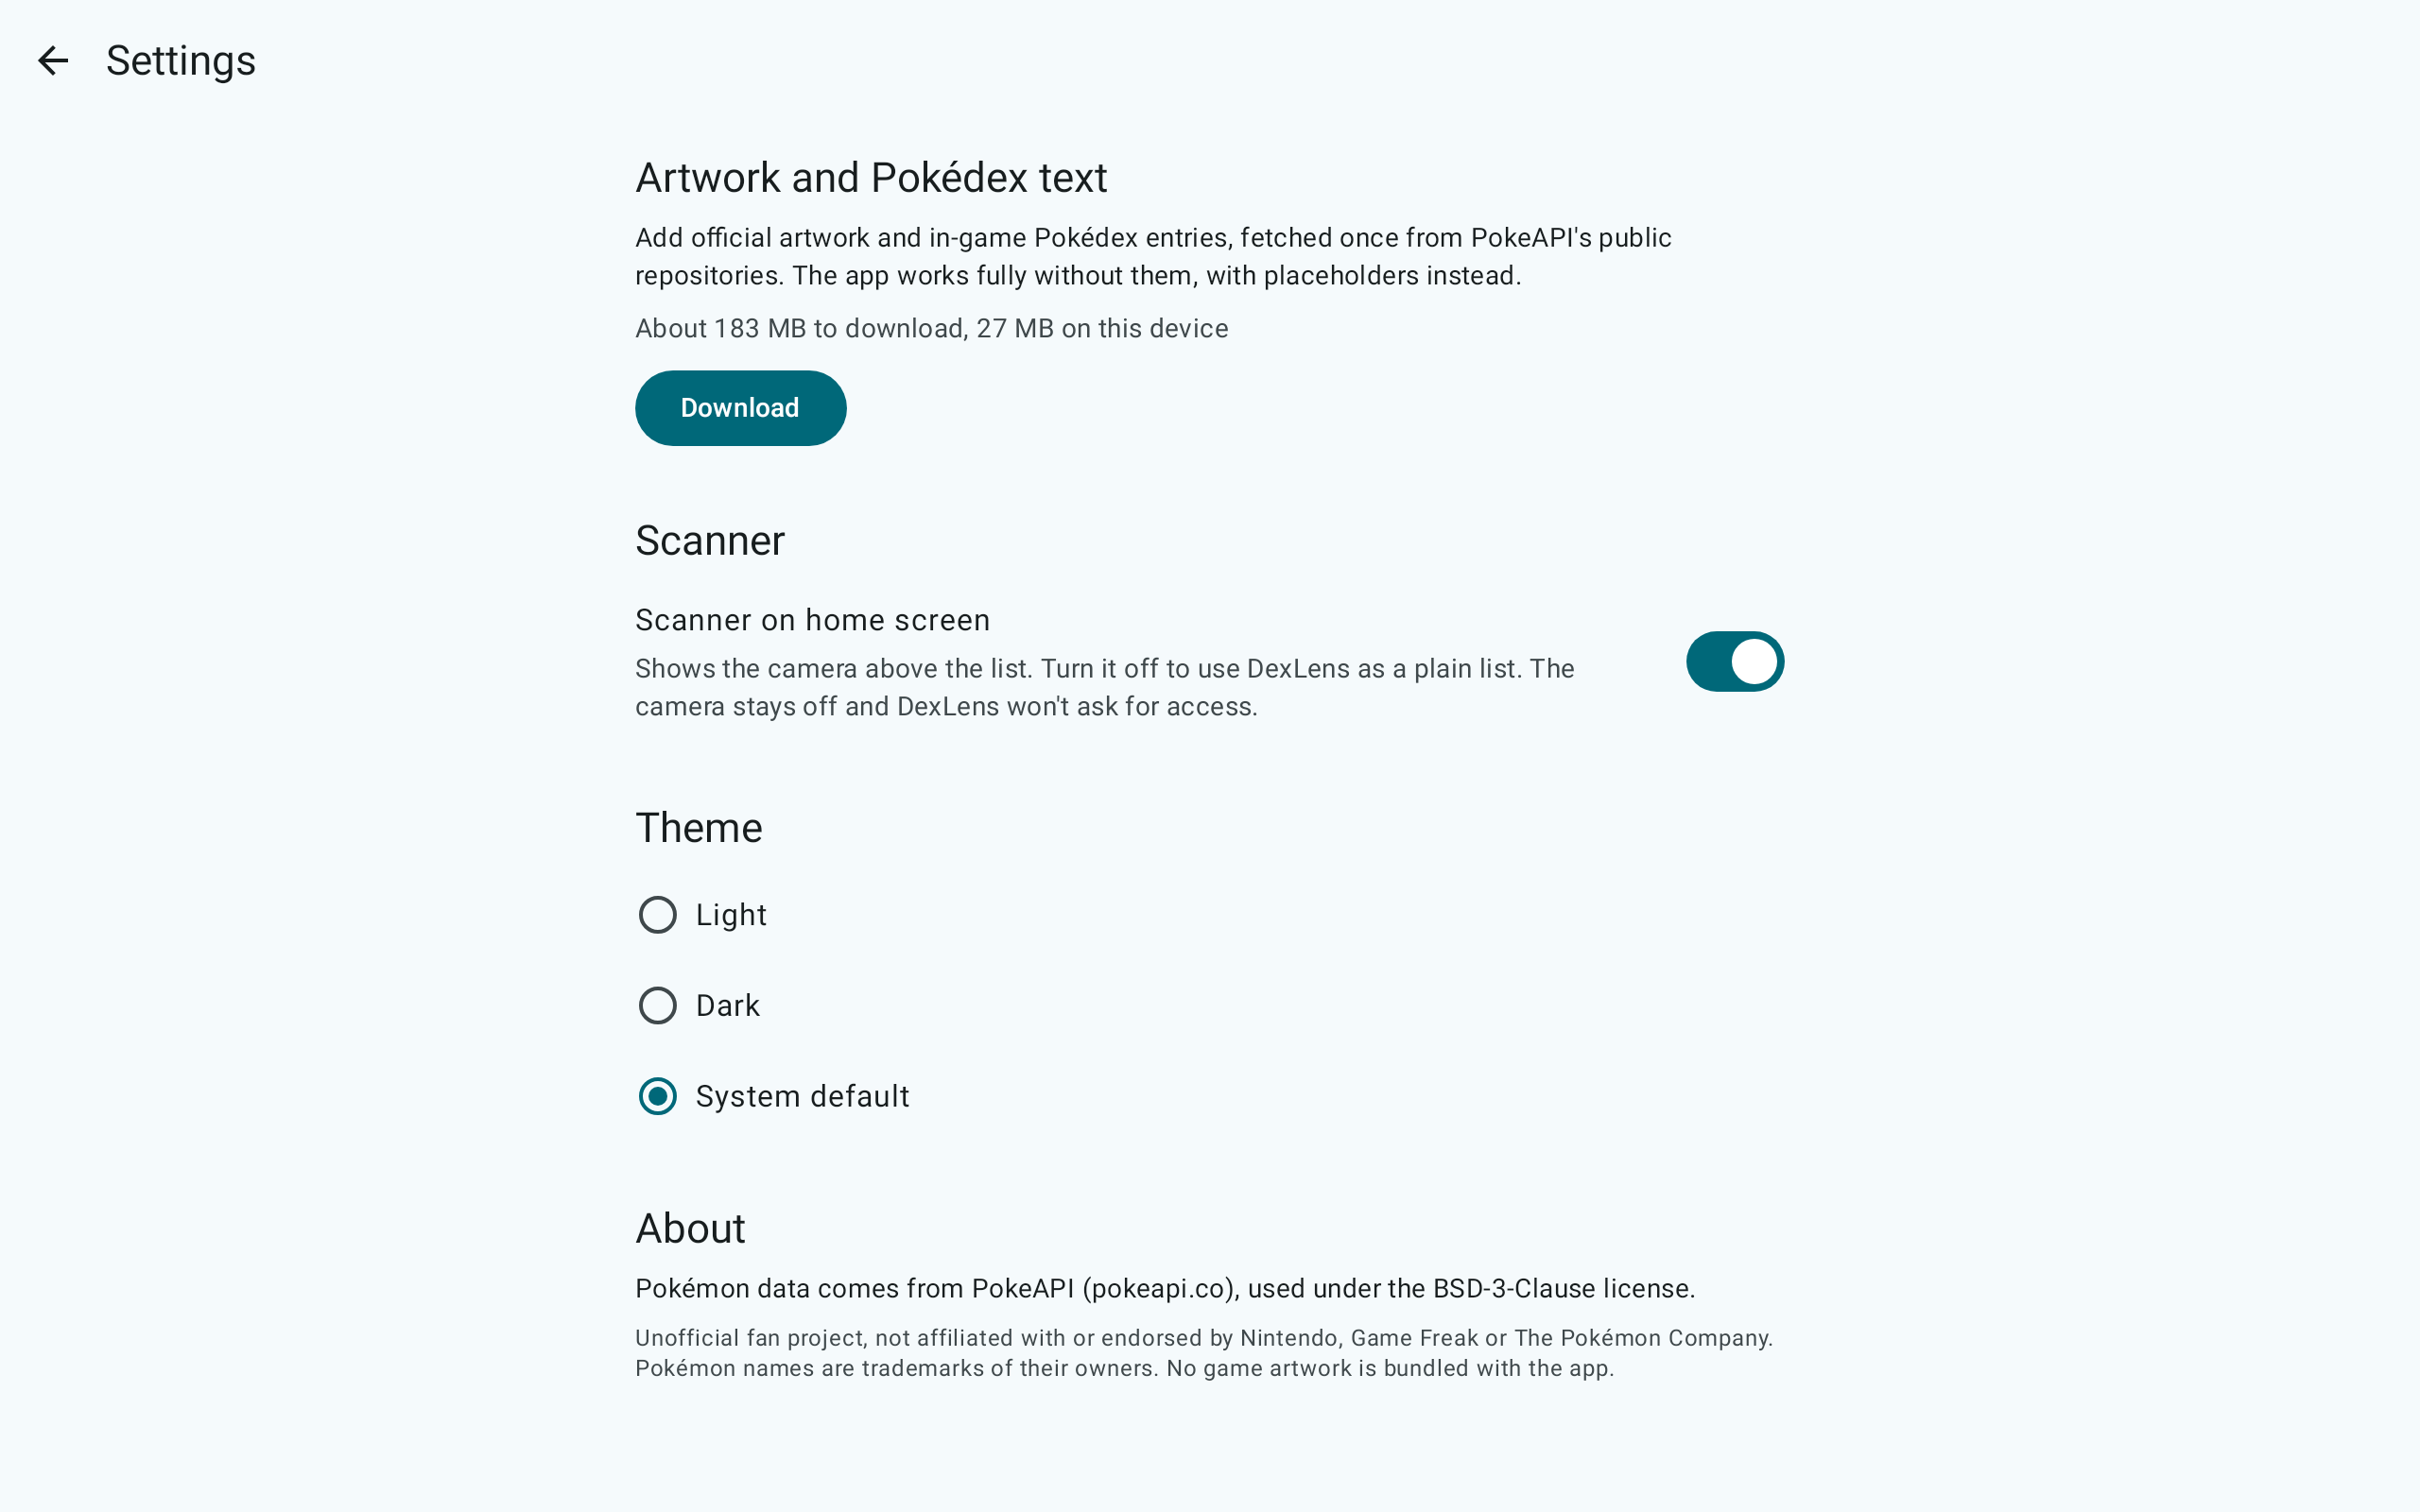 Settings
Artwork and Pokédex text
Add official artwork and in-game Pokédex entries, fetched once from PokeAPI's public
repositories. The app works fully without them, with placeholders instead.
About 183 MB to download, 27 MB on this device
Download
Scanner
Scanner on home screen
Shows the camera above the list. Turn it off to use DexLens as a plain list. The
camera stays off and DexLens won't ask for access.
Theme
Light
Dark
System default
About
Pokémon data comes from PokeAPI (pokeapi.co), used under the BSD-3-Clause license.
Unofficial fan project, not affiliated with or endorsed by Nintendo, Game Freak or The Pokémon Company.
Pokémon names are trademarks of their owners. No game artwork is bundled with the app.